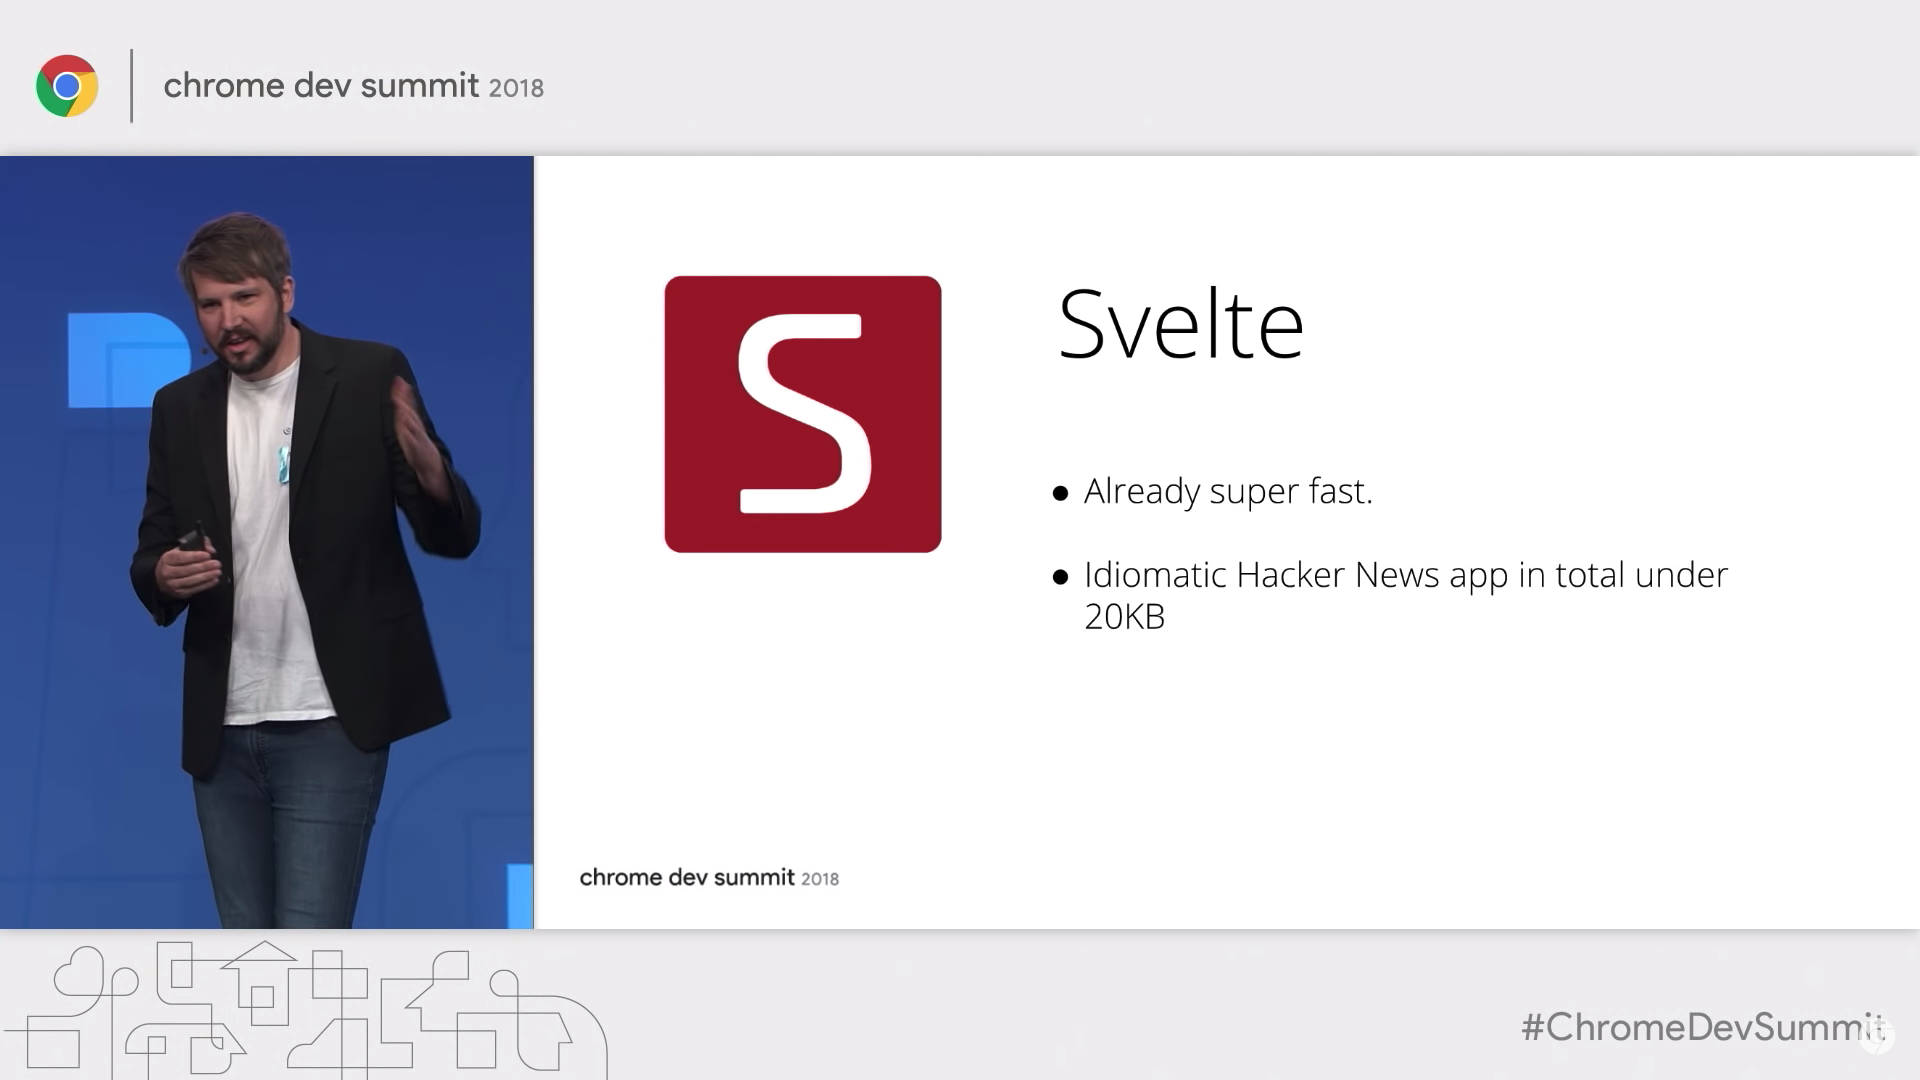 chrome dev summit 2018
S
Svelte
● Already super fast.
● Idiomatic Hacker News app in total under
20KB
chrome dev summit 2018
#ChromeDevSummit